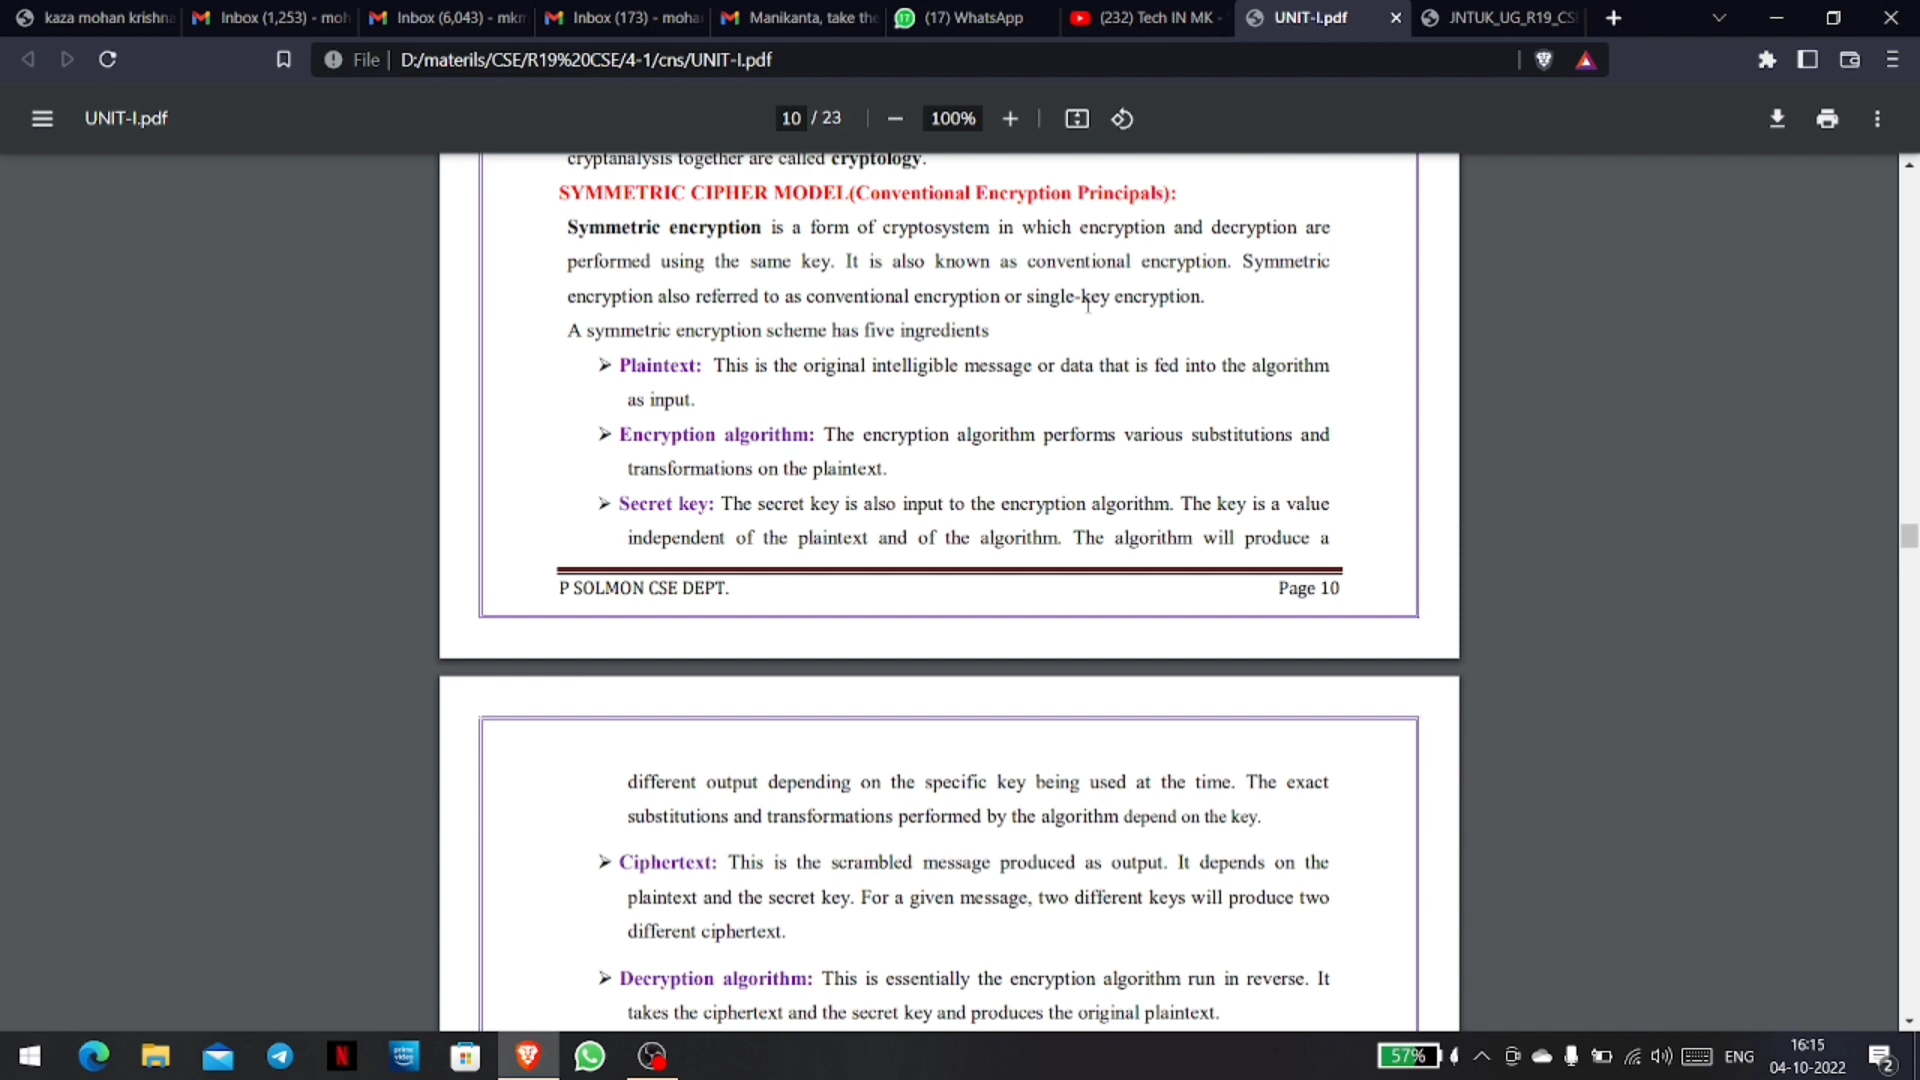 kaza mohan krishna
Inbox (1,253) - moh
Inbox (6,043) - mkm
Inbox (173) - moha
Manikanta, take the
(17) WhatsApp
(232) Tech IN MK -
UNIT-I.pdf
JNTUK_UG_R19_CS
File
D:/materils/CSE/R19%20CSE/4-1/cns/UNIT-I.pdf
UNIT-I.pdf
10 / 23
100%
cryptanalysis together are called cryptology.
SYMMETRIC CIPHER MODEL(Conventional Encryption Principals):
Symmetric encryption is a form of cryptosystem in which encryption and decryption are
performed using the same key. It is also known as conventional encryption. Symmetric
encryption also referred to as conventional encryption or single-key encryption.
A symmetric encryption scheme has five ingredients
➢ Plaintext: This is the original intelligible message or data that is fed into the algorithm
as input.
➢ Encryption algorithm: The encryption algorithm performs various substitutions and
transformations on the plaintext.
➢ Secret key: The secret key is also input to the encryption algorithm. The key is a value
independent of the plaintext and of the algorithm. The algorithm will produce a
P SOLMON CSE DEPT.
Page 10
different output depending on the specific key being used at the time. The exact
substitutions and transformations performed by the algorithm depend on the key.
➢ Ciphertext: This is the scrambled message produced as output. It depends on the
plaintext and the secret key. For a given message, two different keys will produce two
different ciphertext.
➢ Decryption algorithm: This is essentially the encryption algorithm run in reverse. It
takes the ciphertext and the secret key and produces the original plaintext.
57%
ENG
16:15
04-10-2022
2